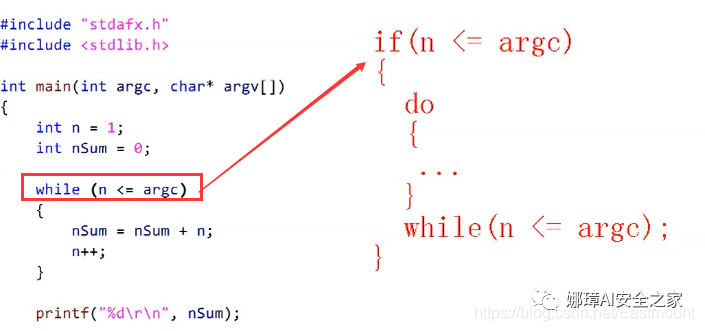 #include "stdafx.h"
#include <stdlib.h>
int main(int argc, char* argv[])
{
    int n = 1;
    int nSum = 0;
    while (n <= argc)
    {
        nSum = nSum + n;
        n++;
    }
    printf("%d\r\n", nSum);
if(n <= argc)
{
  do
  {
   ...
  }
  while(n <= argc);
}
娜璋AI安全之家
https://blog.csdn.net/Eastmount